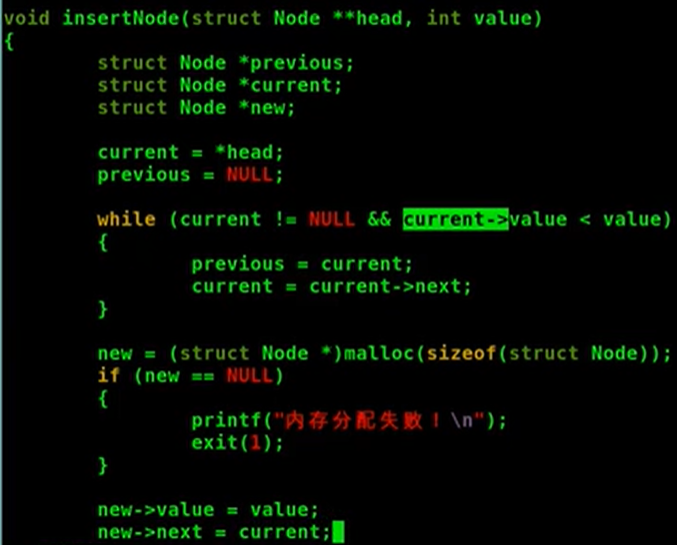 void insertNode(struct Node **head, int value)
{
        struct Node *previous;
        struct Node *current;
        struct Node *new;

        current = *head;
        previous = NULL;

        while (current != NULL && current->value < value)
        {
                previous = current;
                current = current->next;
        }

        new = (struct Node *)malloc(sizeof(struct Node));
        if (new == NULL)
        {
                printf("内存分配失败！\n");
                exit(1);
        }

        new->value = value;
        new->next = current;